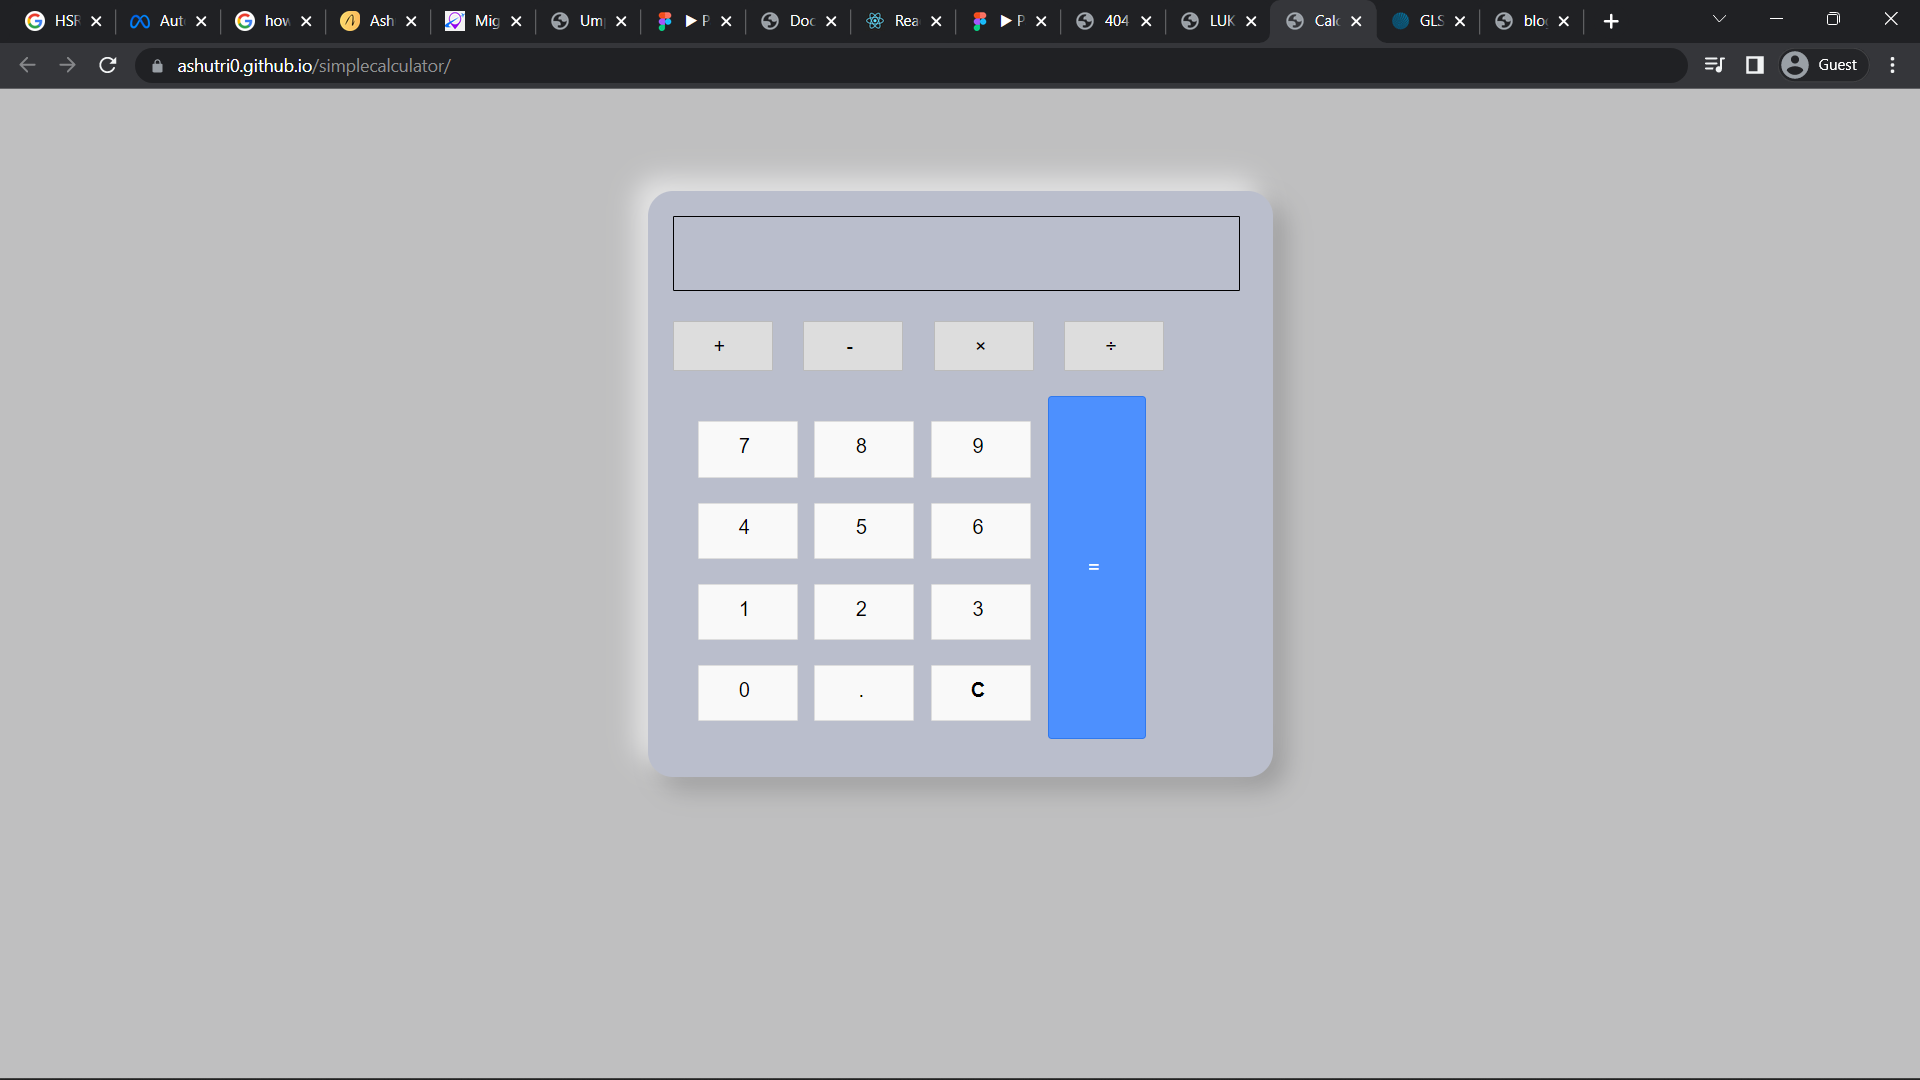 HSR Aut how Ash Mig Um P Doc Rea P 404 LUK Calc GLS blo
ashutri0.github.io/simplecalculator/ Guest
+ - × ÷
7 8 9
4 5 6
=
1 2 3
0 . C